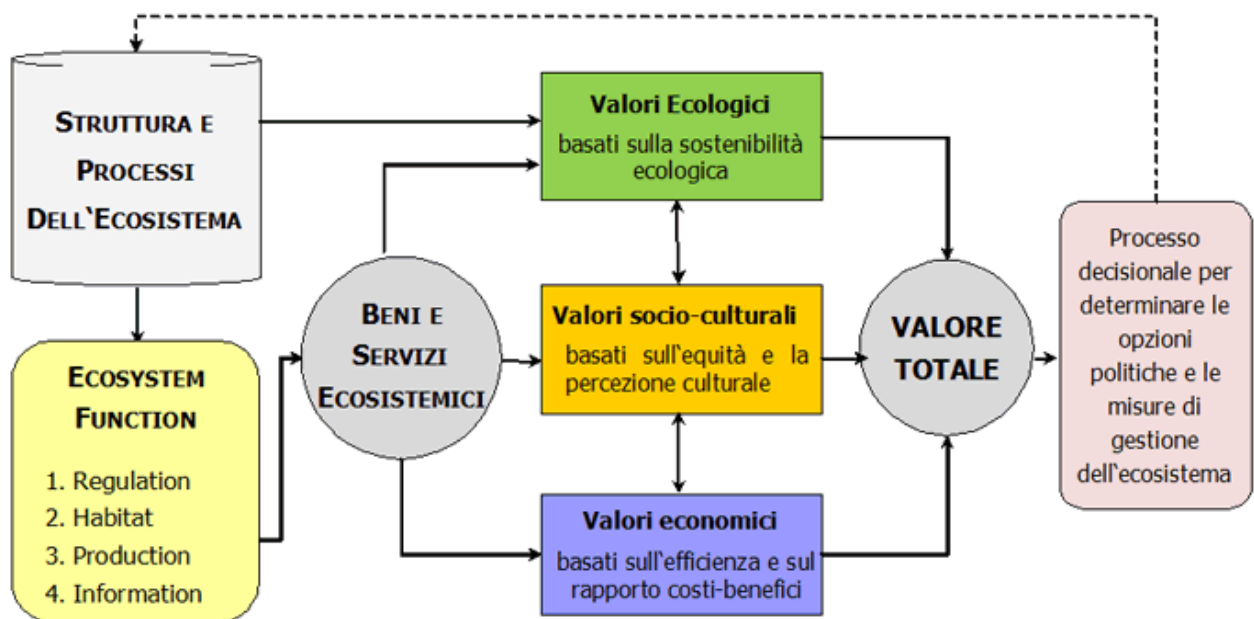 STRUTTURA E
PROCESSI
DELL'ECOSISTEMA
ECOSYSTEM
FUNCTION
1. Regulation
2. Habitat
3. Production
4. Information
BENI E
SERVIZI
ECOSISTEMICI
Valori Ecologici
basati sulla sostenibilità
ecologica
Valori socio-culturali
basati sull'equità e la
percezione culturale
Valori economici
basati sull'efficienza e sul
rapporto costi-benefici
VALORE
TOTALE
Processo
decisionale per
determinare le
opzioni
politiche e le
misure di
gestione
dell'ecosistema